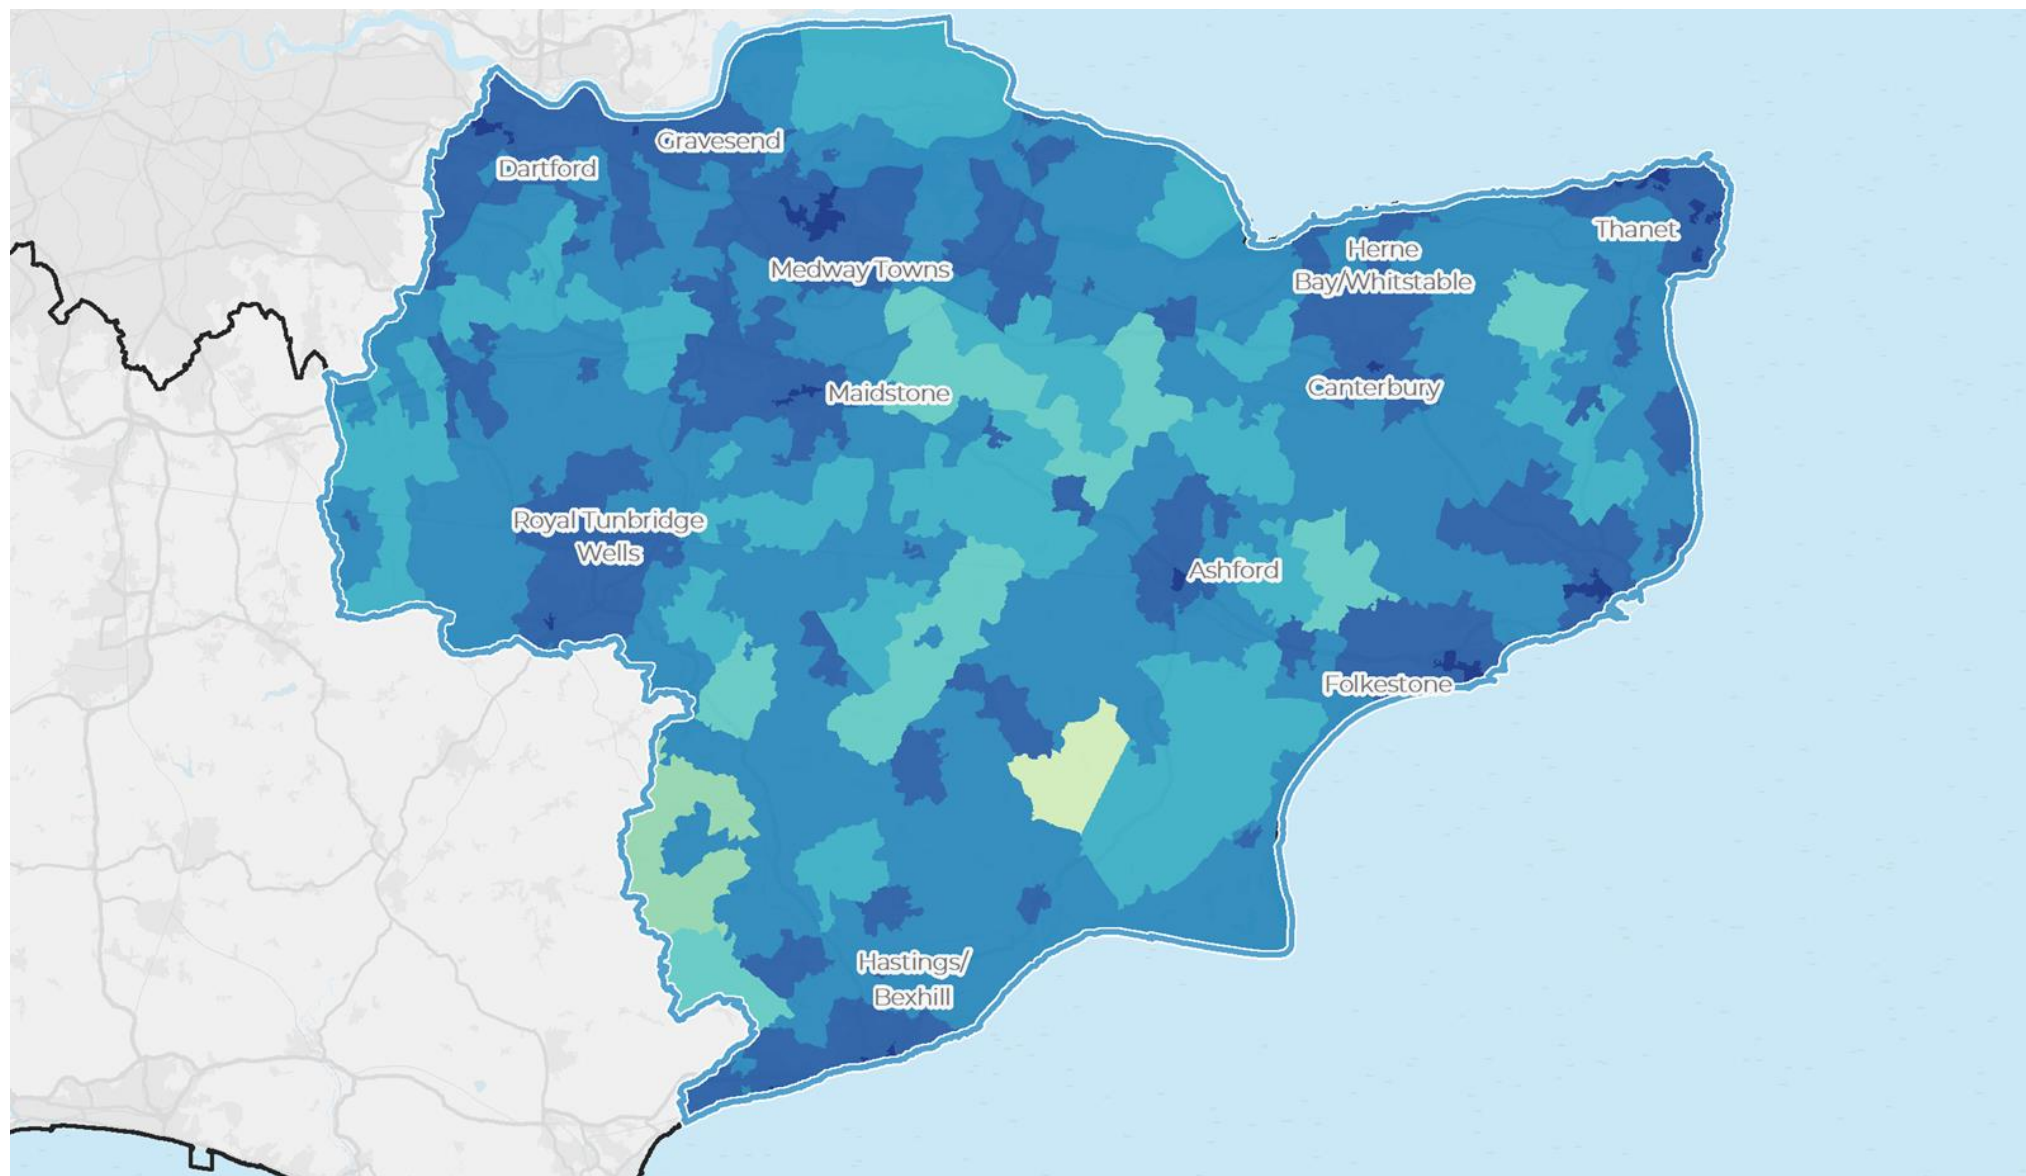 Gravesend
Dartford
Thanet
Herne
Bay/Whitstable
Medway Towns
Canterbury
Maidstone
Royal Tunbridge
Wells
Ashford
Folkestone
Hastings/
Bexhill